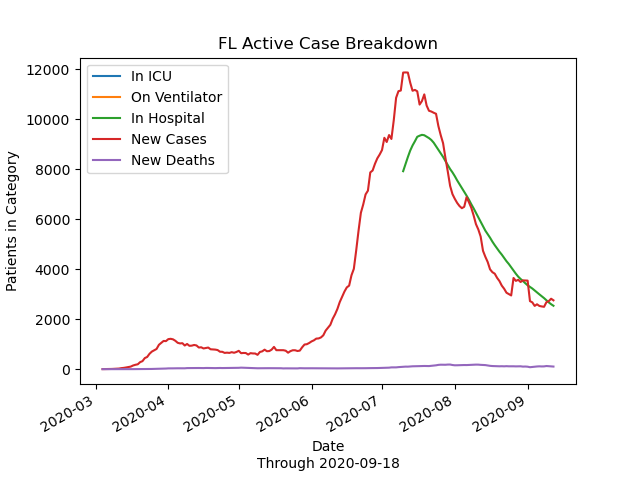 FL Active Case Breakdown
In ICU
On Ventilator
In Hospital
New Cases
New Deaths
Patients in Category
12000
10000
8000
6000
4000
2000
0
2020-03
2020-04
2020-05
2020-06
2020-07
2020-08
2020-09
Date
Through 2020-09-18